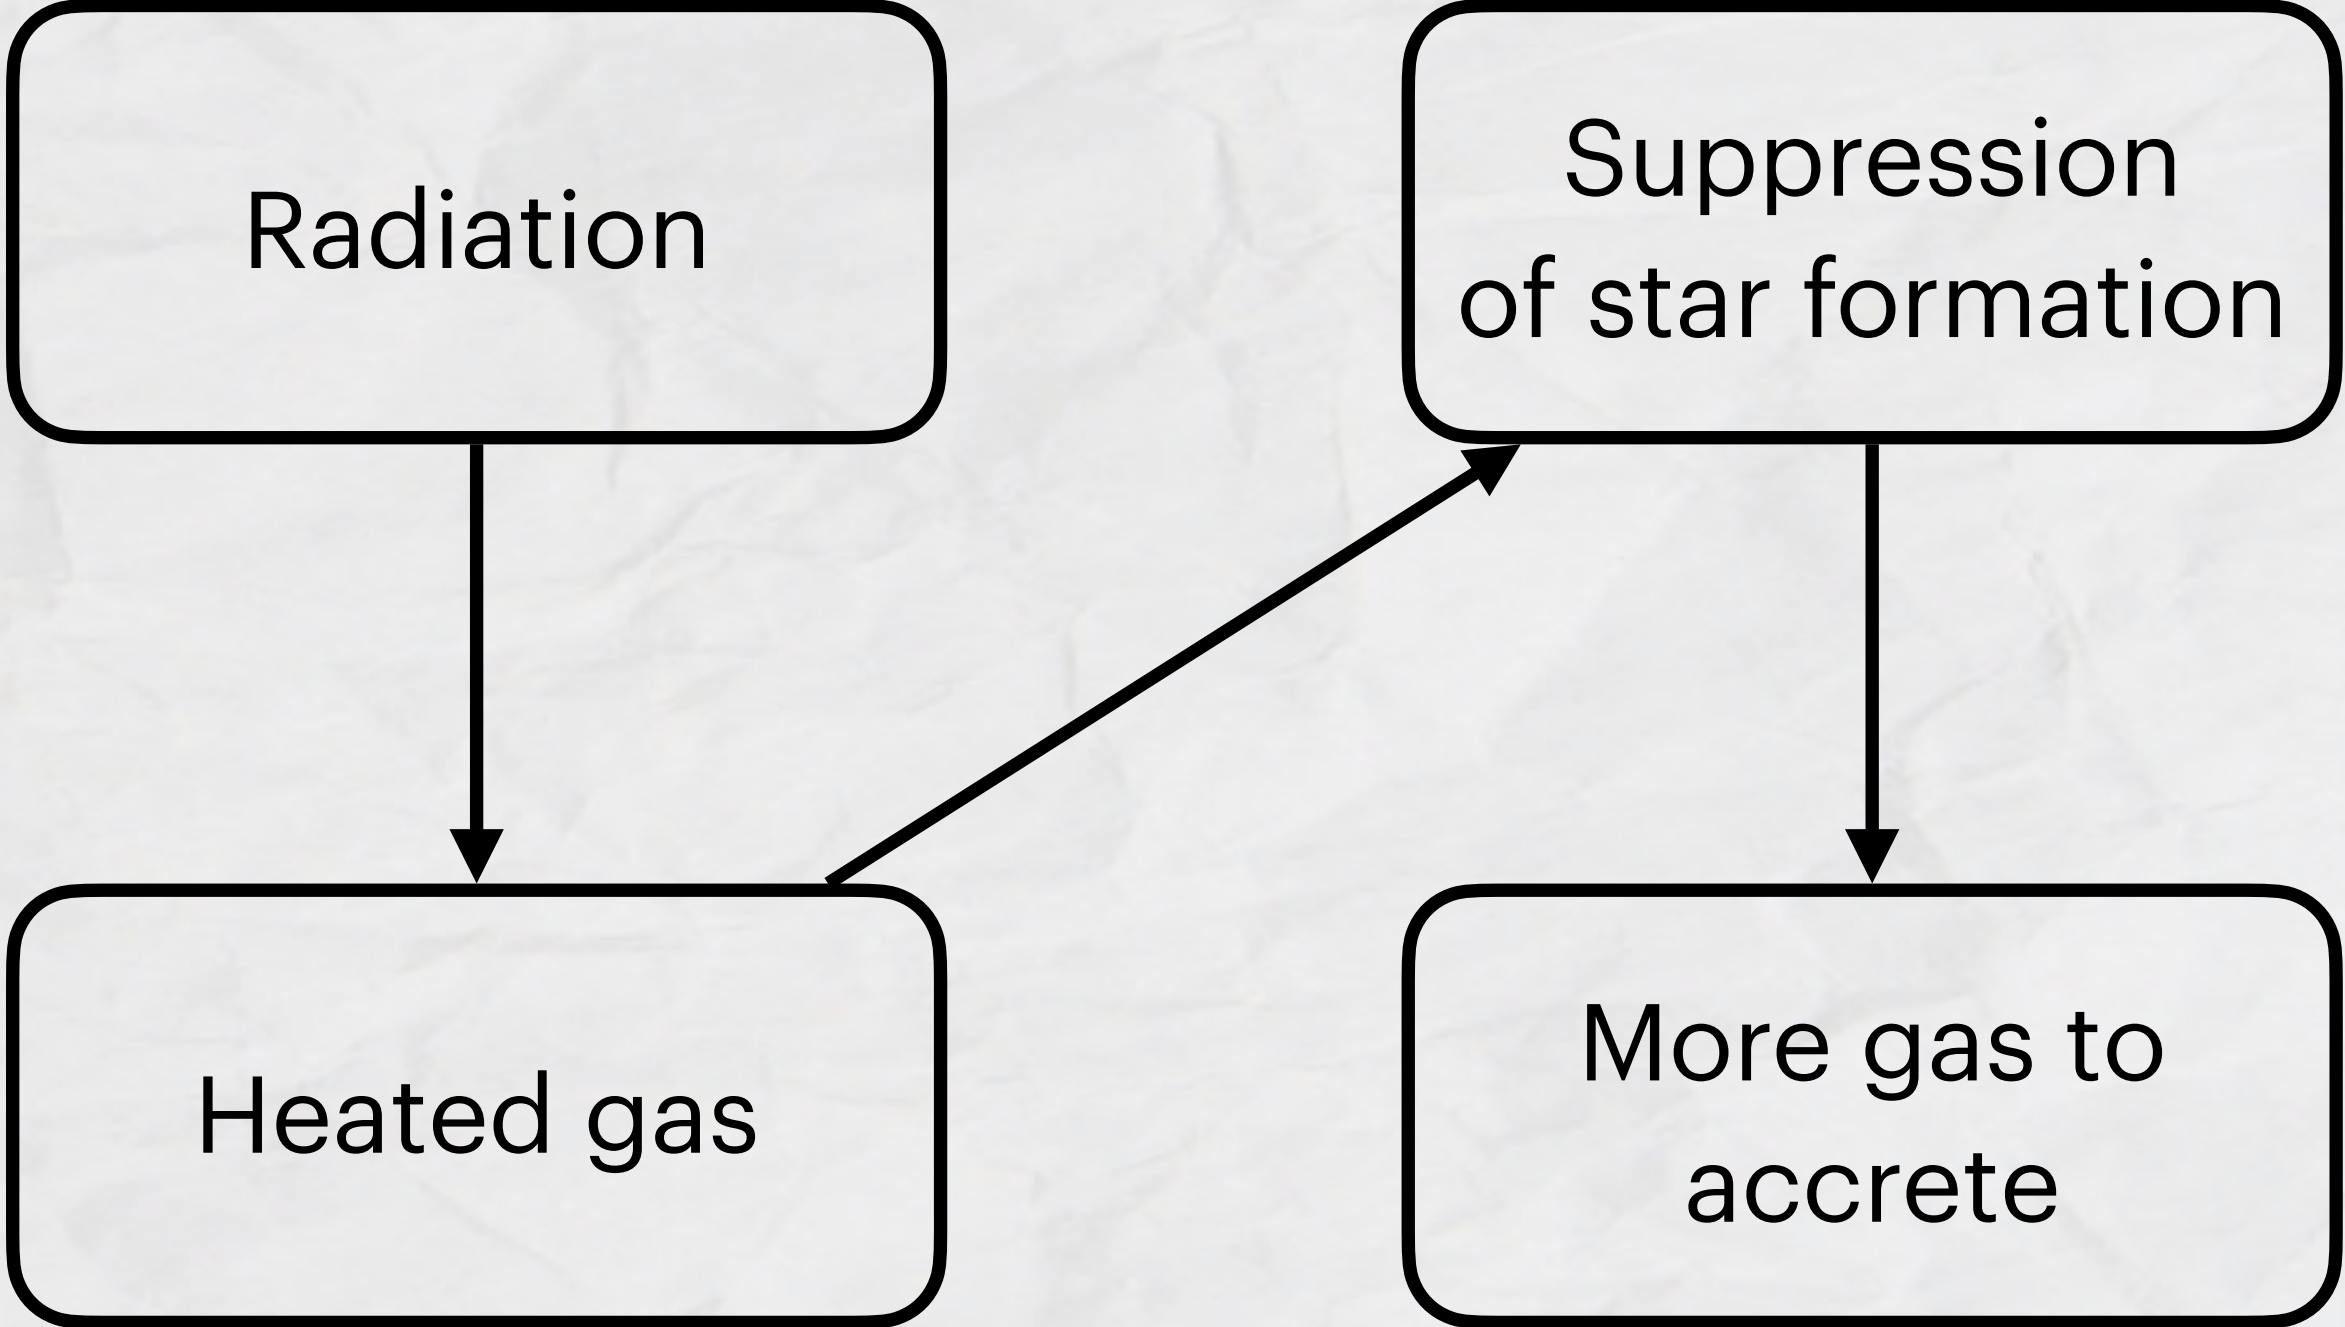 Radiation
Heated gas
Suppression
of star formation
More gas to
accrete